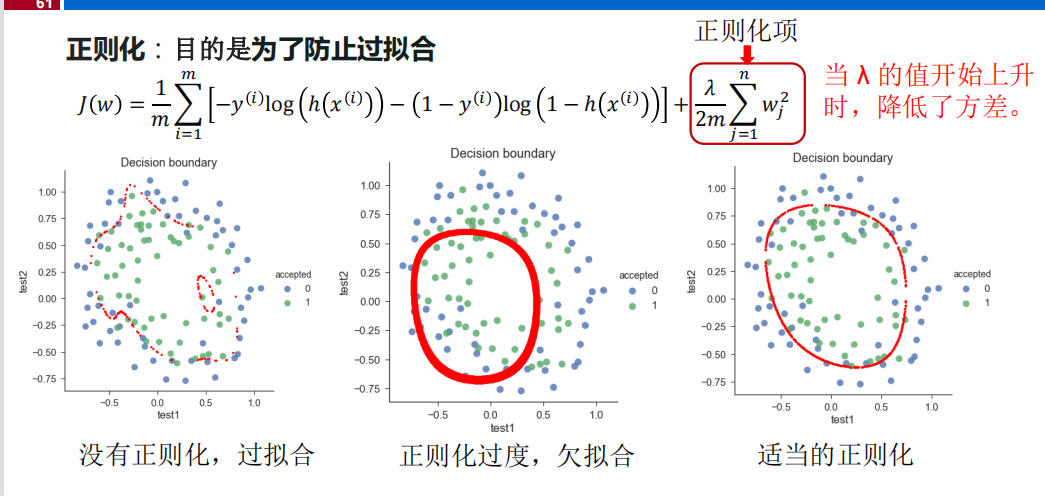 61
正则化项
正则化：目的是为了防止过拟合
J(w) = \frac{1}{m}\sum_{i=1}^{m}[-y^{(i)}log(h(x^{(i)})) - (1 - y^{(i)})log(1 - h(x^{(i)}))] + \frac{λ}{2m}\sum_{j=1}^{n}w_j^2
当 λ 的值开始上升
时，降低了方差。
Decision boundary
1.00
0.75
0.50
0.25
0.00
−0.25
−0.50
−0.75
test2
−0.5 0.0 0.5 1.0
test1
accepted
0
1
没有正则化，过拟合
Decision boundary
1.00
0.75
0.50
0.25
0.00
−0.25
−0.50
−0.75
test2
−0.5 0.0 0.5 1.0
test1
accepted
0
1
正则化过度，欠拟合
Decision boundary
1.00
0.75
0.50
0.25
0.00
−0.25
−0.50
−0.75
test2
−0.5 0.0 0.5 1.0
test1
accepted
0
1
适当的正则化